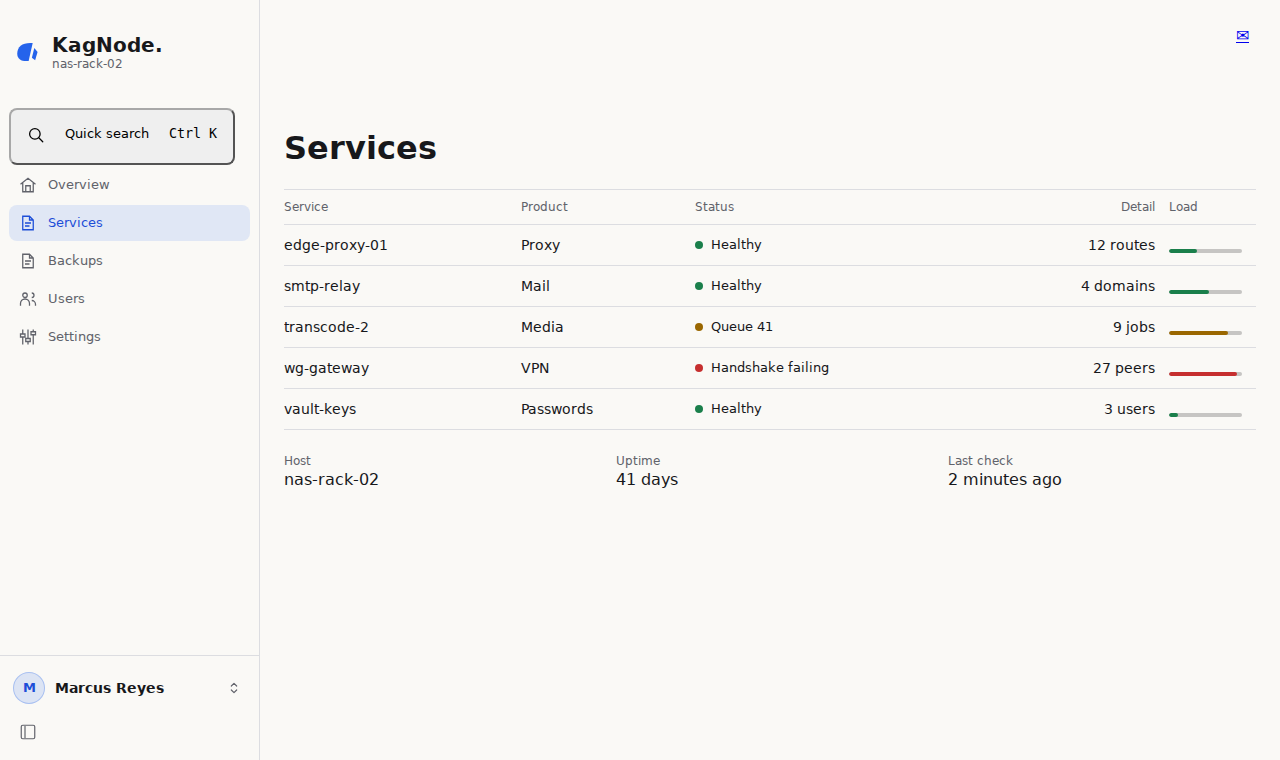 KagNode.
nas-rack-02
Quick search Ctrl K
Overview
Services
Backups
Users
Settings
M Marcus Reyes
Services
Service Product Status Detail Load
edge-proxy-01 Proxy Healthy 12 routes
smtp-relay Mail Healthy 4 domains
transcode-2 Media Queue 41 9 jobs
wg-gateway VPN Handshake failing 27 peers
vault-keys Passwords Healthy 3 users
Host Uptime Last check
nas-rack-02 41 days 2 minutes ago